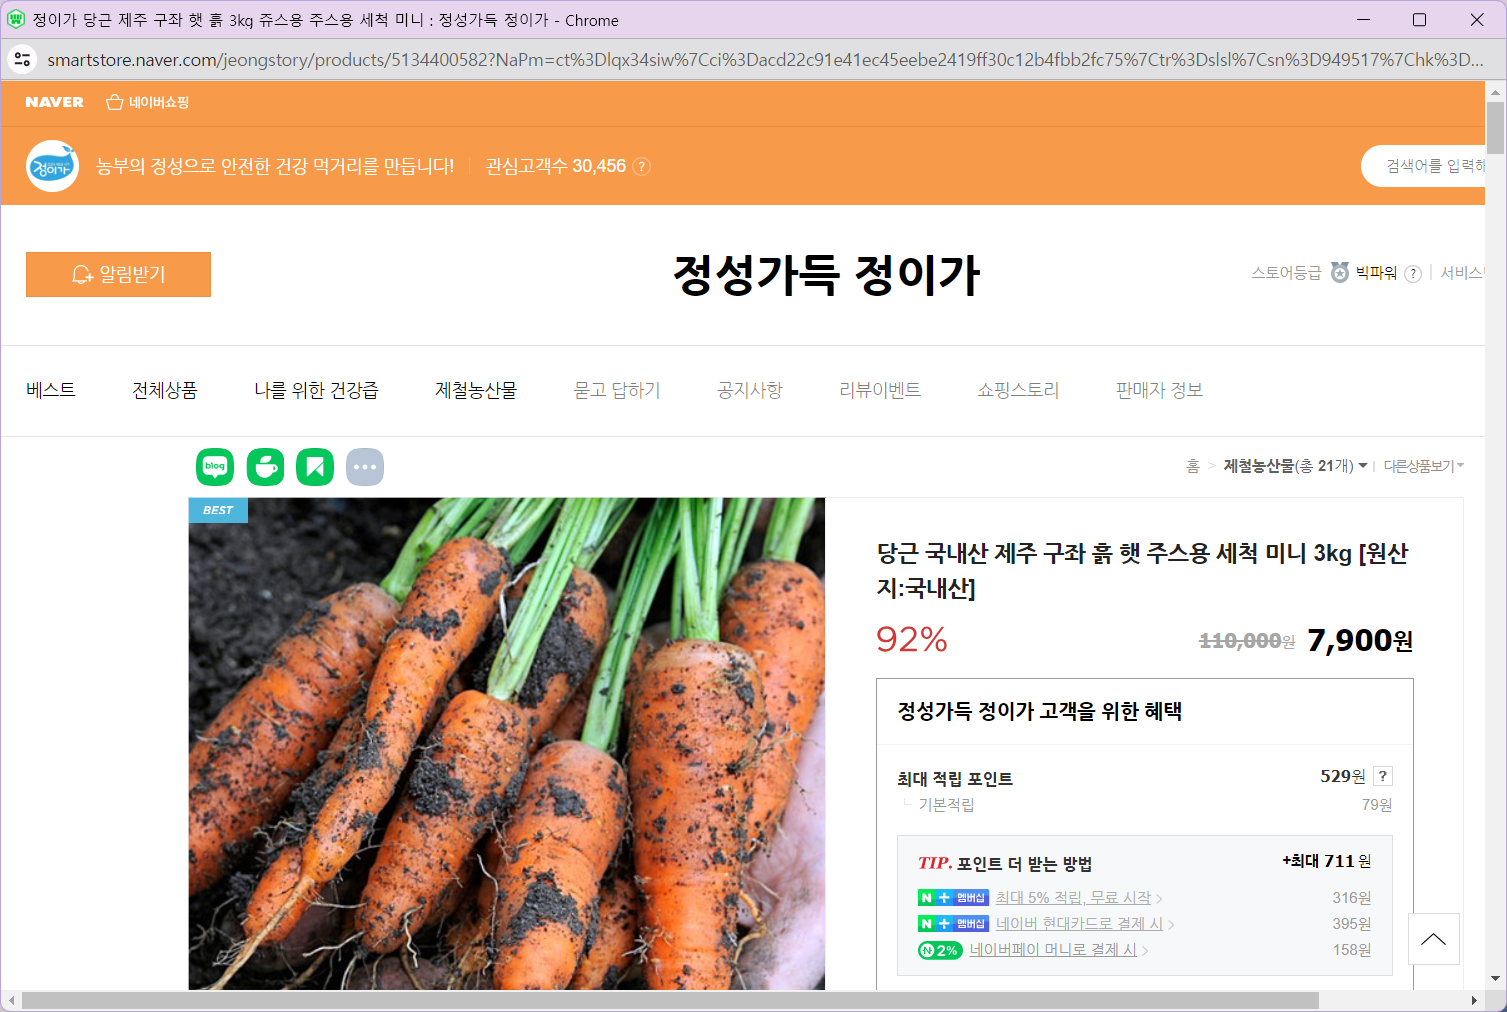 정이가 당근 제주 구좌 햇 흙 3kg 쥬스용 주스용 세척 미니 : 정성가득 정이가 - Chrome
smartstore.naver.com/jeongstory/products/5134400582?NaPm=ct%3Dlqx34siw%7Cci%3Dacd22c91e41ec45eebe2419ff30c12b4fbb2fc75%7Ctr%3Dslsl%7Csn%3D949517%7Chk%3D...
NAVER 네이버쇼핑
정이가 농부의 정성으로 안전한 건강 먹거리를 만듭니다! 관심고객수 30,456 ?
검색어를 입력하
알림받기
정성가득 정이가
스토어등급 빅파워 ? 서비스
베스트 전체상품 나를 위한 건강즙 제철농산물 묻고 답하기 공지사항 리뷰이벤트 쇼핑스토리 판매자 정보
blog
홈 > 제철농산물(총 21개) 다른상품보기
BEST
당근 국내산 제주 구좌 흙 햇 주스용 세척 미니 3kg [원산
지:국내산]
92% 110,000원 7,900원
정성가득 정이가 고객을 위한 혜택
최대 적립 포인트 529원 ?
기본적립 79원
TIP. 포인트 더 받는 방법 +최대 711원
N+ 멤버십 최대 5% 적립, 무료 시작 > 316원
N+ 멤버십 네이버 현대카드로 결제 시 > 395원
N 2% 네이버페이 머니로 결제 시 > 158원